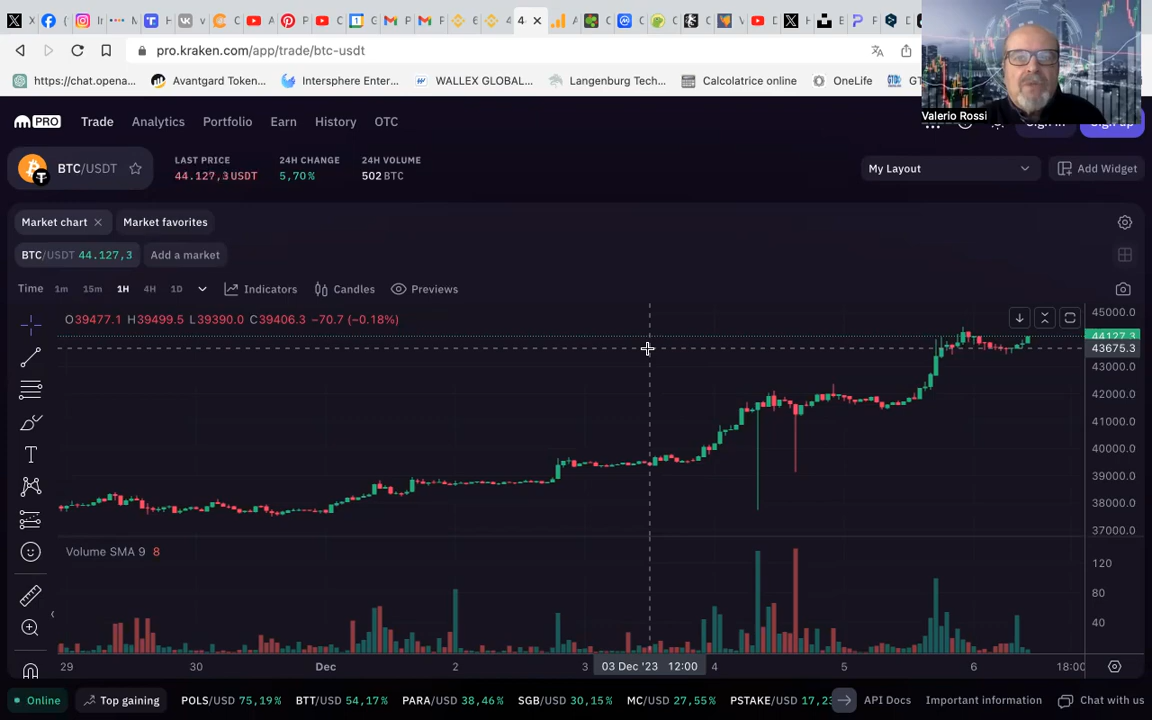 pro.kraken.com/app/trade/btc-usdt
https://chat.opena... Avantgard Token... Intersphere Enter... WALLEX GLOBAL... Langenburg Tech... Calcolatrice online OneLife
Valerio Rossi
PRO Trade Analytics Portfolio Earn History OTC
BTC/USDT
LAST PRICE 24H CHANGE 24H VOLUME
44.127,3 USDT 5,70% 502 BTC
My Layout Add Widget
Market chart Market favorites
BTC/USDT 44.127,3 Add a market
Time 1m 15m 1H 4H 1D Indicators Candles Previews
O39477.1 H39499.5 L39390.0 C39406.3 −70.7 (−0.18%)
45000.0
44127.3
43675.3
43000.0
42000.0
41000.0
40000.0
39000.0
38000.0
37000.0
Volume SMA 9 8
120
80
40
29 30 Dec 2 3 03 Dec '23 12:00 4 5 6 18:00
Online Top gaining POLS/USD 75,19% BTT/USD 54,17% PARA/USD 38,46% SGB/USD 30,15% MC/USD 27,55% PSTAKE/USD 17,23 API Docs Important information Chat with us